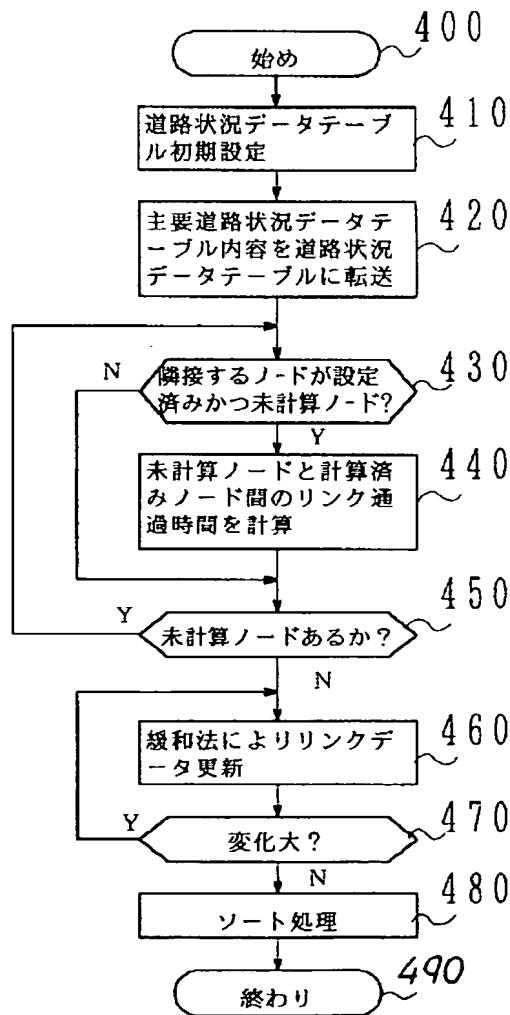 400
始め
410
道路状況データテーブ
ル初期設定
420
主要道路状況データテ
ーブル内容を道路状況
データテーブルに転送
430
N
隣接するノードが設定
済みかつ未計算ノード?
Y
440
未計算ノードと計算済
みノード間のリンク通
過時間を計算
450
Y
未計算ノードあるか?
N
460
緩和法によりリンクデ
ータ更新
470
Y
変化大?
N
480
ソート処理
490
終わり